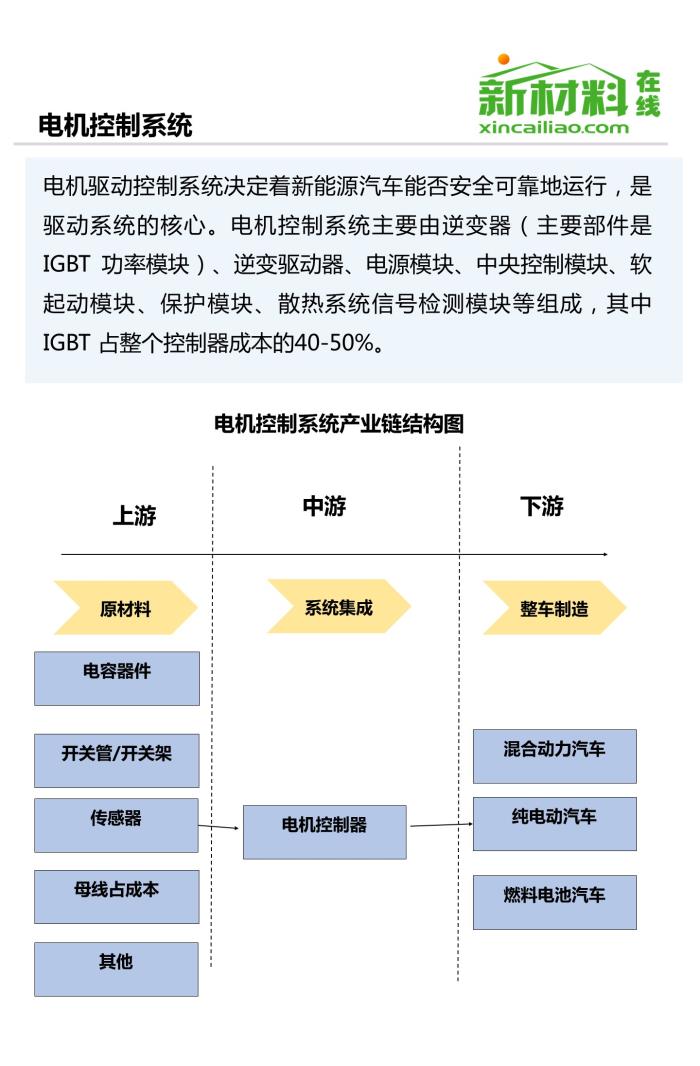 新材料在线
xincailiao.com
电机控制系统
电机驱动控制系统决定着新能源汽车能否安全可靠地运行，是
驱动系统的核心。电机控制系统主要由逆变器（主要部件是
IGBT 功率模块）、逆变驱动器、电源模块、中央控制模块、软
起动模块、保护模块、散热系统信号检测模块等组成，其中
IGBT 占整个控制器成本的40-50%。
电机控制系统产业链结构图
上游
中游
下游
原材料
系统集成
整车制造
电容器件
开关管/开关架
传感器
母线占成本
其他
电机控制器
混合动力汽车
纯电动汽车
燃料电池汽车